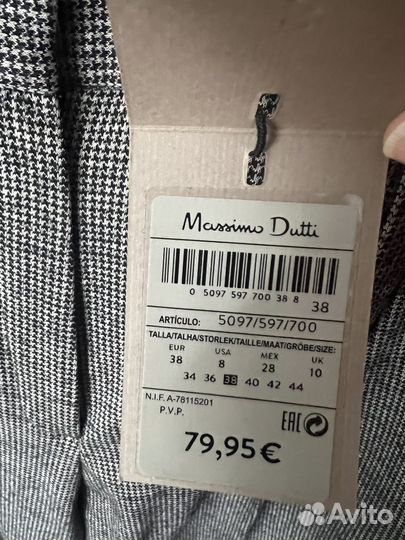 Massimo Dutti
0 5097 597 700 38 8
38
ARTÍCULO: 5097/597/700
TALLA/TALHA/STORLEK/TAILLE/MAAT/GRÖBE/SIZE:
EUR USA MEX UK
38 8 28 10
34 36 38 40 42 44
N.I.F. A-78115201
P.V.P.
EAC
79,95€
Avito